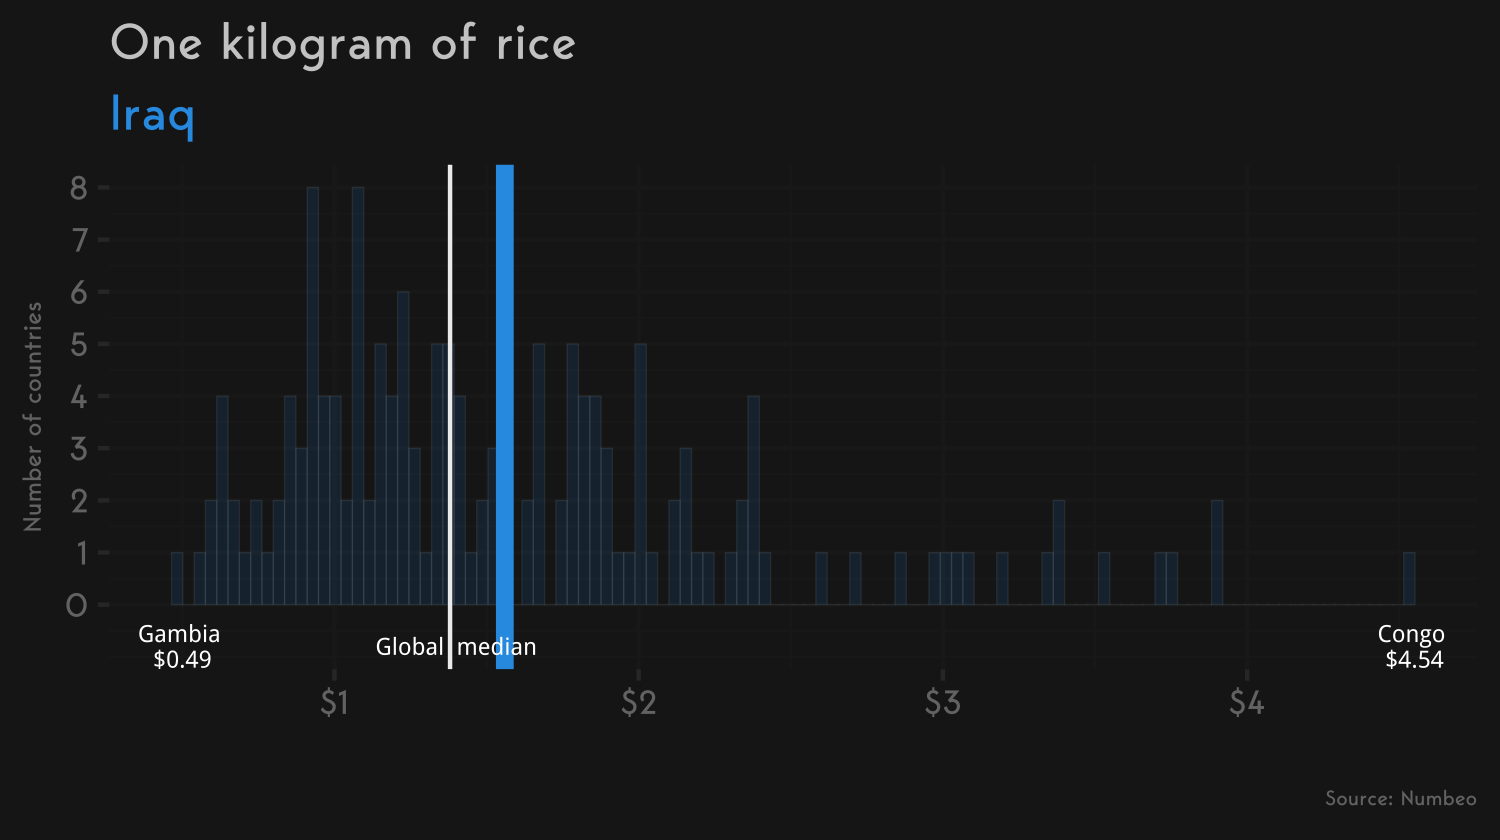 One kilogram of rice
Iraq
Number of countries
8
7
6
5
4
3
2
1
0
Gambia
$0.49
Global median
Congo
$4.54
$1
$2
$3
$4
Source: Numbeo